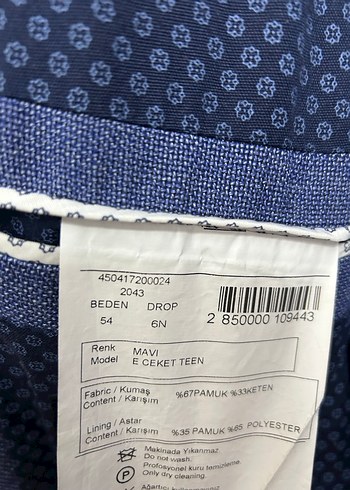 450417200024
2043
BEDEN DROP
54 6N
2 850000 109443
Renk MAVİ
Model E CEKET TEEN
Fabric / Kumaş
Content / Karışım %67PAMUK %33KETEN
Lining / Astar
Content / Karışım %35 PAMUK %65 POLYESTER
Makinada Yıkanmaz
Do not wash.
P Profosyonel kuru temizleme.
Only dry cleaning.
Ağartıcı